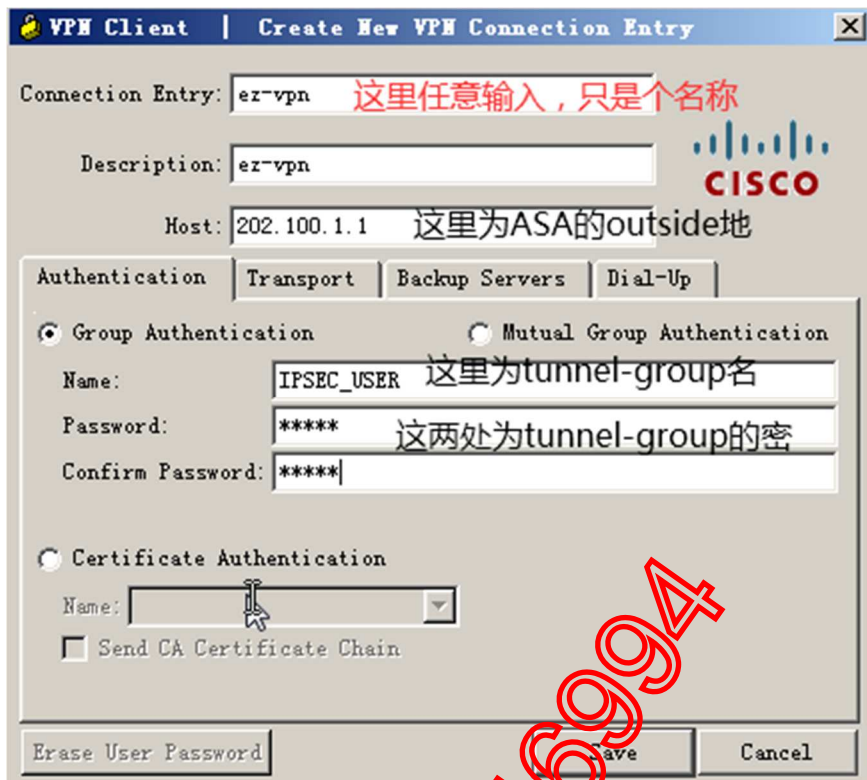 VPN Client | Create New VPN Connection Entry
Connection Entry: ez-vpn 这里任意输入，只是个名称
Description: ez-vpn
CISCO
Host: 202.100.1.1 这里为ASA的outside地
Authentication Transport Backup Servers Dial-Up
Group Authentication Mutual Group Authentication
Name: IPSEC_USER 这里为tunnel-group名
Password: ***** 这两处为tunnel-group的密
Confirm Password: *****
Certificate Authentication
Name:
Send CA Certificate Chain
6994
Erase User Password Save Cancel